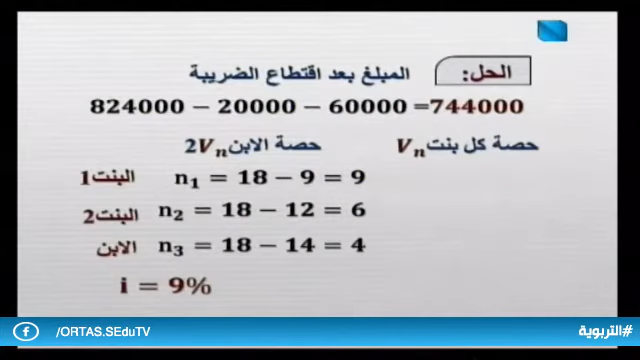 الحل: المبلغ بعد اقتطاع الضريبة
824000 − 20000 − 60000 =744000
حصة كل بنت Vn حصة الابن 2Vn
البنت1 n1 = 18 − 9 = 9
البنت2 n2 = 18 − 12 = 6
الابن n3 = 18 − 14 = 4
i = 9%
/ORTAS.SEduTV #التربوية